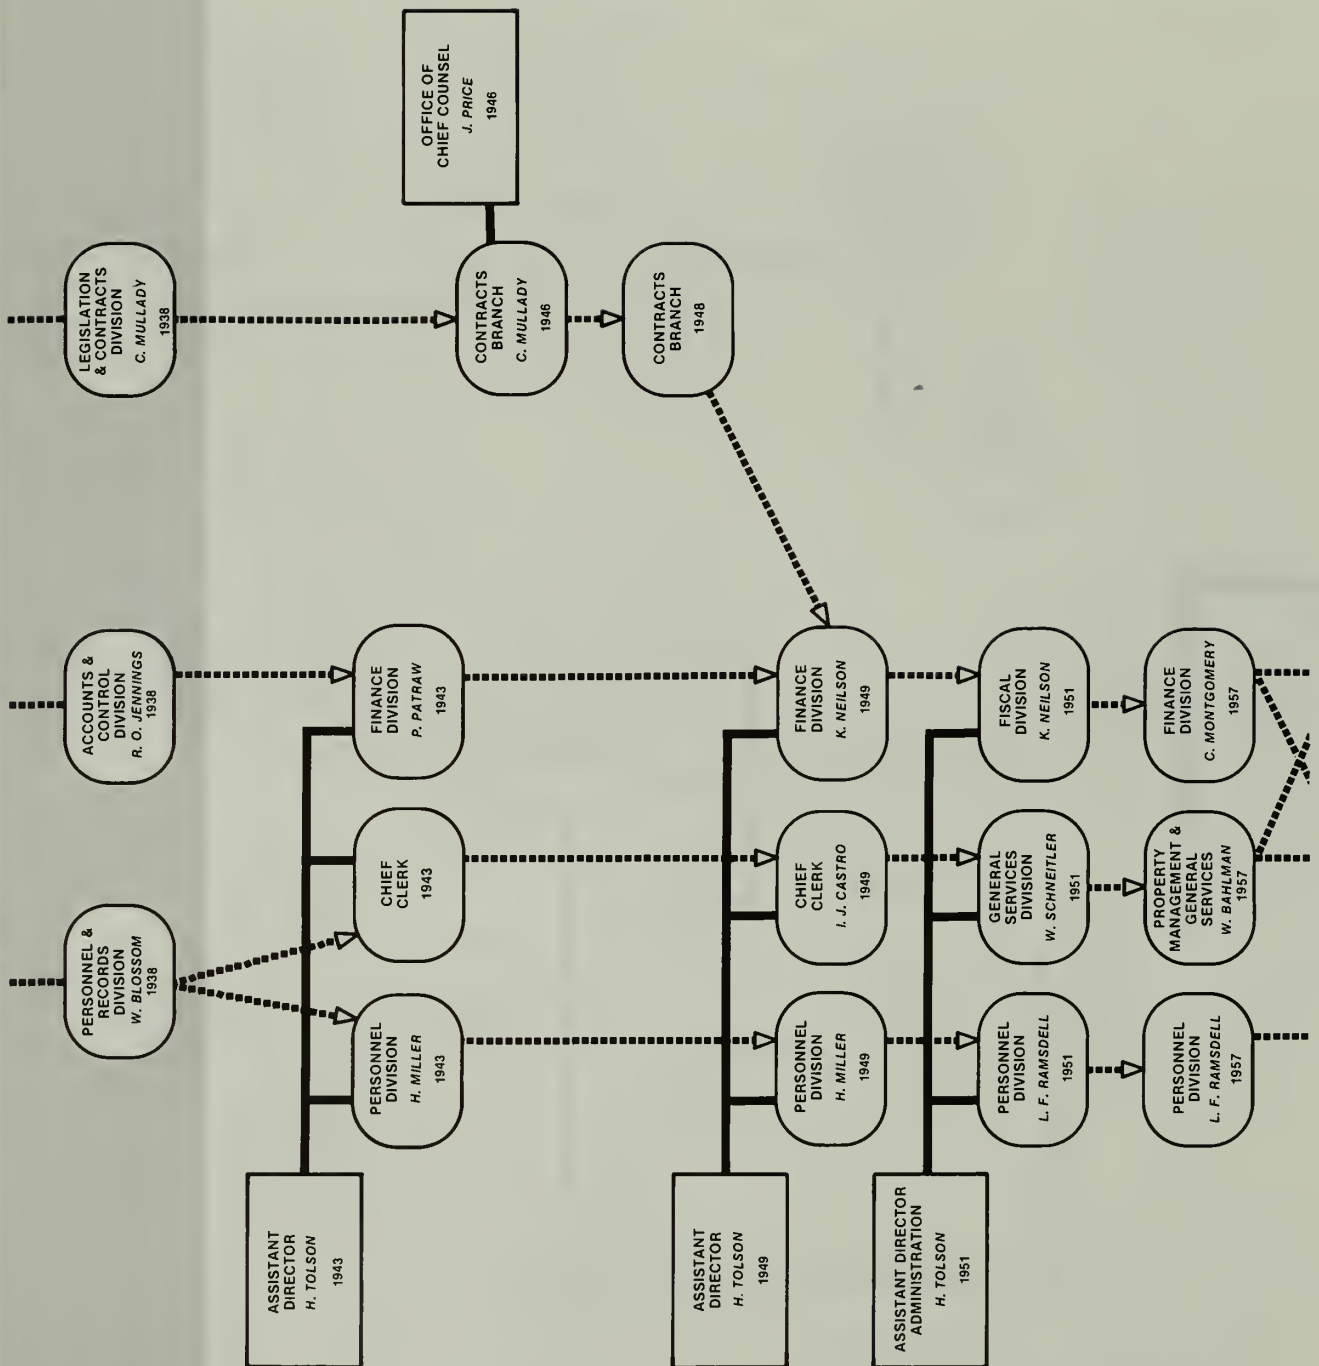 LEGISLATION
& CONTRACTS
DIVISION
C. MULLADY
1938
ACCOUNTS &
CONTROL
DIVISION
R. O. JENNINGS
1938
PERSONNEL &
RECORDS
DIVISION
W. BLOSSOM
1938
OFFICE OF
CHIEF COUNSEL
J. PRICE
1946
CONTRACTS
BRANCH
C. MULLADY
1946
CONTRACTS
BRANCH
1948
ASSISTANT
DIRECTOR
H. TOLSON
1943
PERSONNEL
DIVISION
H. MILLER
1943
CHIEF
CLERK
1943
FINANCE
DIVISION
P. PATRAW
1943
ASSISTANT
DIRECTOR
H. TOLSON
1949
PERSONNEL
DIVISION
H. MILLER
1949
CHIEF
CLERK
I. J. CASTRO
1949
FINANCE
DIVISION
K. NEILSON
1949
ASSISTANT DIRECTOR
ADMINISTRATION
H. TOLSON
1951
PERSONNEL
DIVISION
L. F. RAMSDELL
1951
GENERAL
SERVICES
DIVISION
W. SCHNEITLER
1951
FISCAL
DIVISION
K. NEILSON
1951
PERSONNEL
DIVISION
L. F. RAMSDELL
1957
PROPERTY
MANAGEMENT &
GENERAL
SERVICES
W. BAHLMAN
1957
FINANCE
DIVISION
C. MONTGOMERY
1957